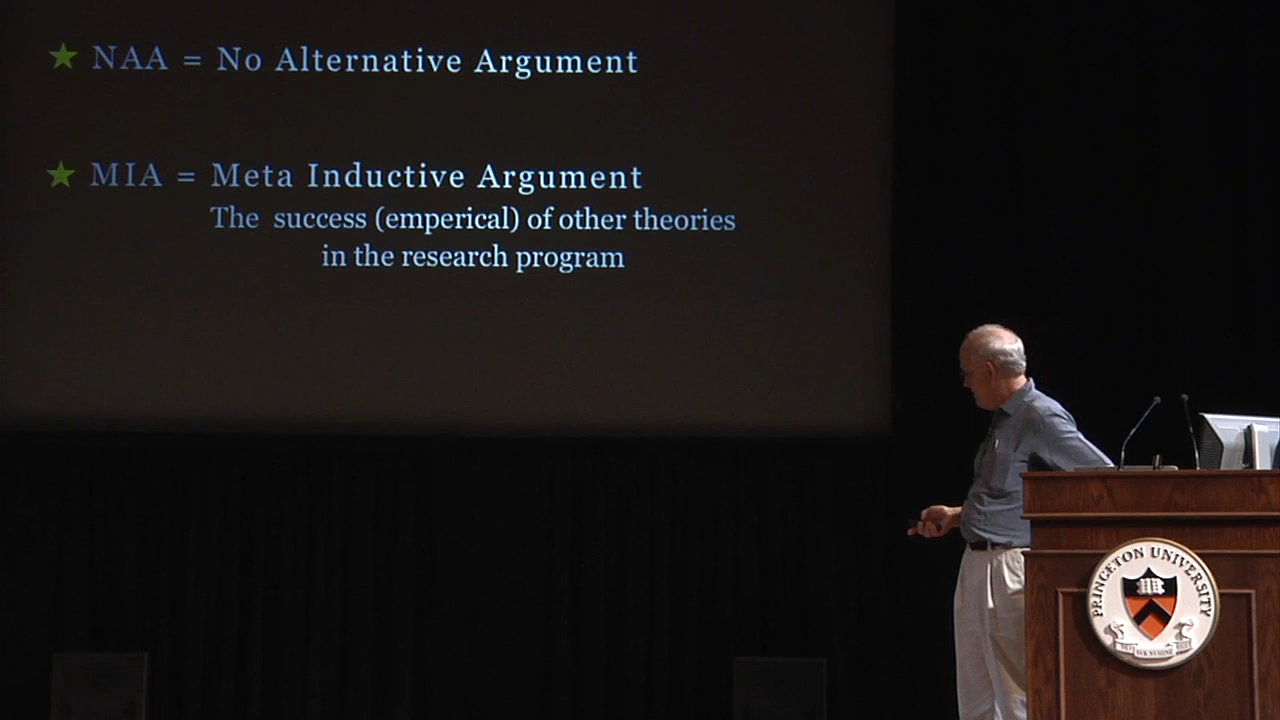 ★ NAA = No Alternative Argument
★ MIA = Meta Inductive Argument
The success (emperical) of other theories
in the research program
PRINCETON UNIVERSITY